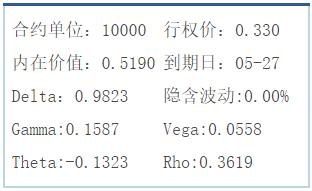 合约单位：10000 行权价：0.330
内在价值：0.5190 到期日：05-27
Delta：0.9823 隐含波动:0.00%
Gamma:0.1587 Vega:0.0558
Theta:-0.1323 Rho:0.3619